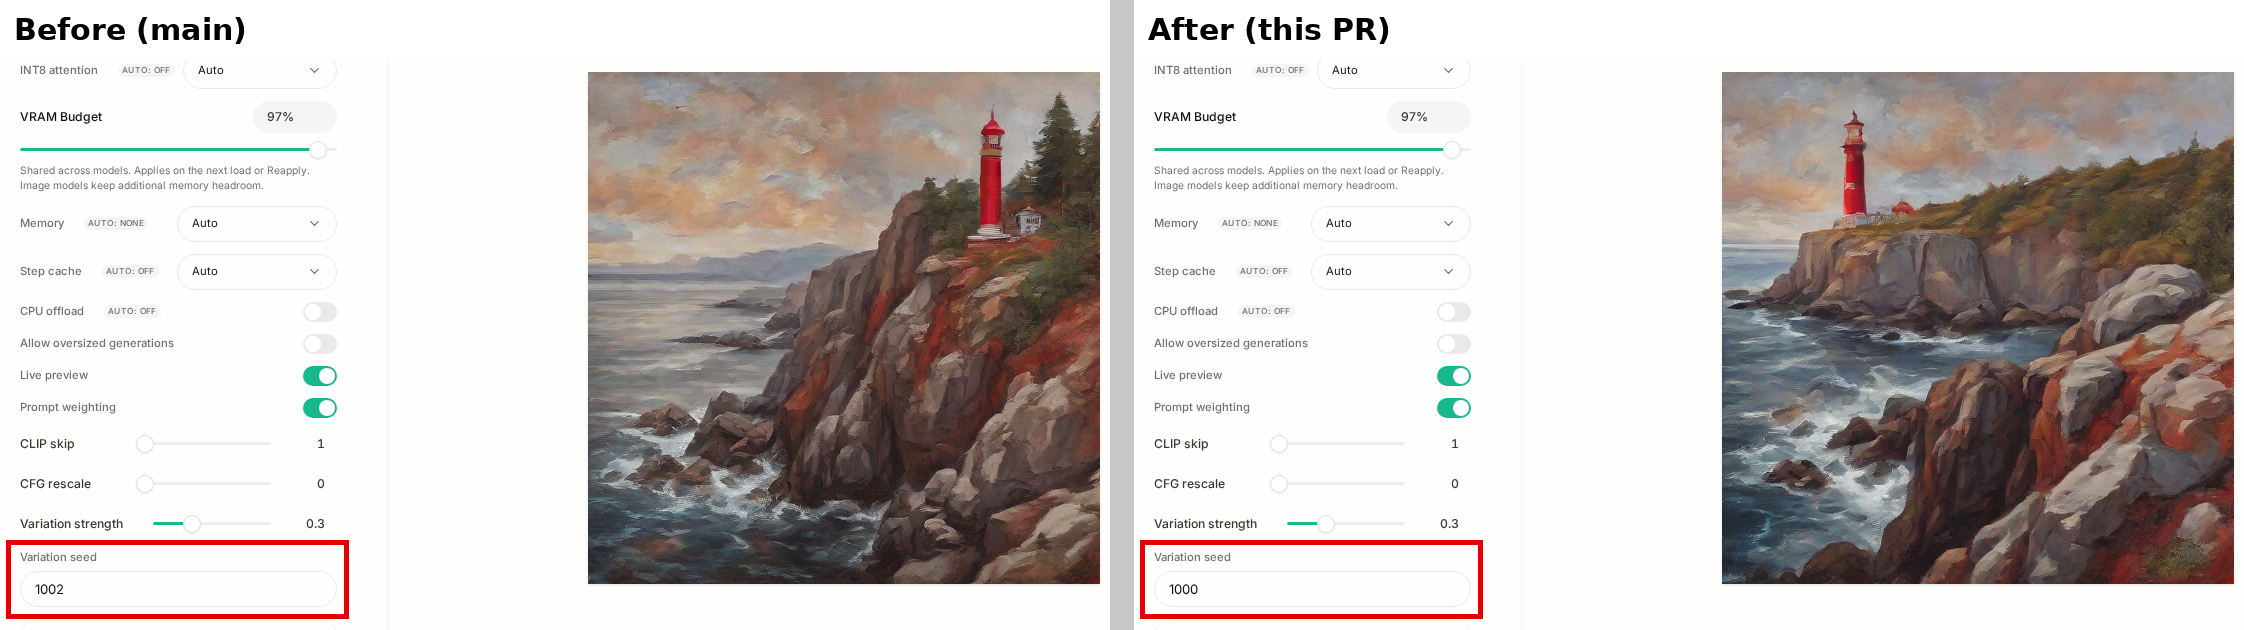 Before (main)
INT8 attention AUTO: OFF Auto
VRAM Budget 97%
Shared across models. Applies on the next load or Reapply.
Image models keep additional memory headroom.
Memory AUTO: NONE Auto
Step cache AUTO: OFF Auto
CPU offload AUTO: OFF
Allow oversized generations
Live preview
Prompt weighting
CLIP skip 1
CFG rescale 0
Variation strength 0.3
Variation seed
1002
After (this PR)
INT8 attention AUTO: OFF Auto
VRAM Budget 97%
Shared across models. Applies on the next load or Reapply.
Image models keep additional memory headroom.
Memory AUTO: NONE Auto
Step cache AUTO: OFF Auto
CPU offload AUTO: OFF
Allow oversized generations
Live preview
Prompt weighting
CLIP skip 1
CFG rescale 0
Variation strength 0.3
Variation seed
1000